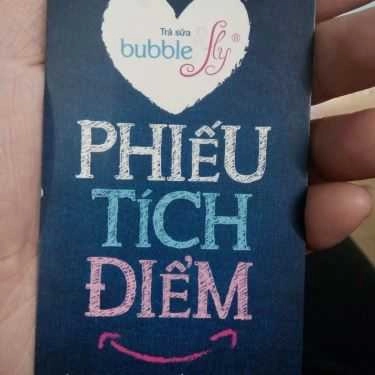 Trà sữa
bubble fly®
PHIẾU
TÍCH
ĐIỂM